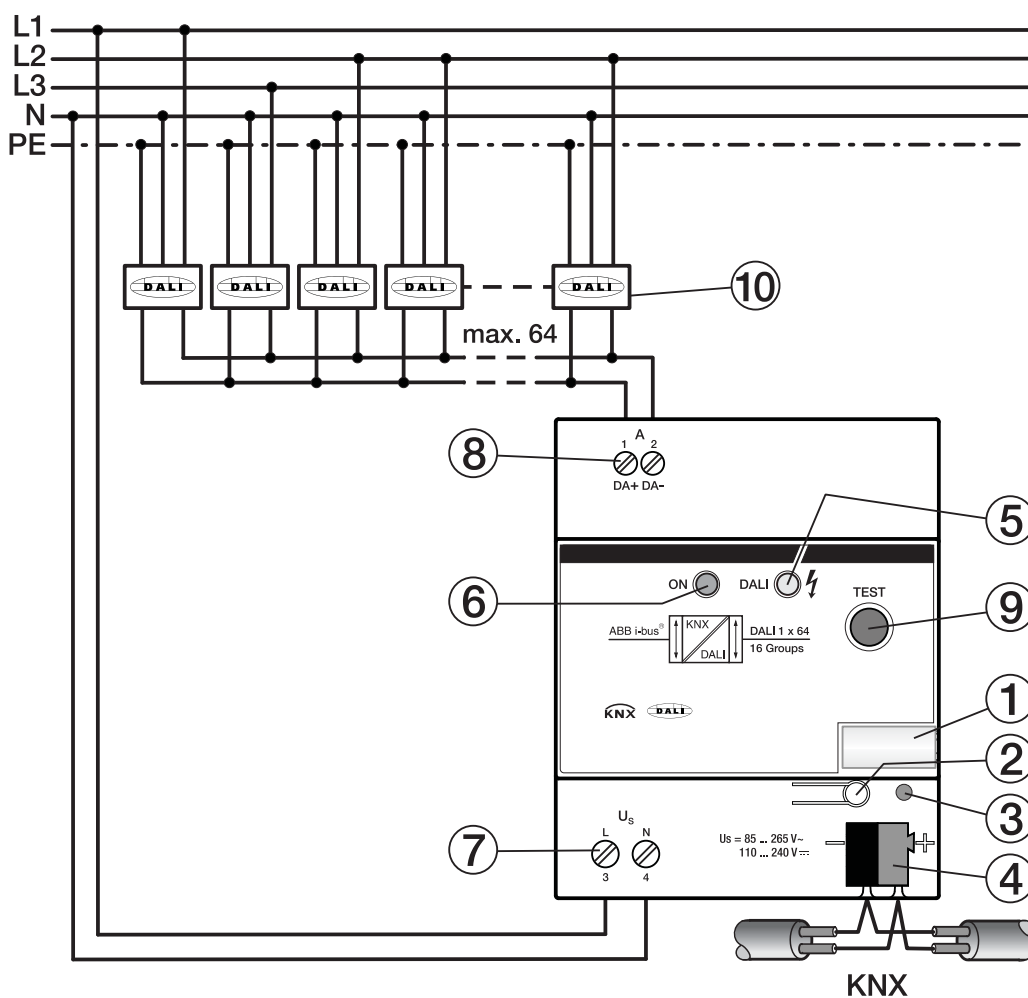 L1
L2
L3
N
PE
DALI DALI DALI DALI DALI
10
max. 64
A
8
1 2
DA+ DA-
5
ON DALI TEST
6
9
ABB i-bus® KNX DALI DALI 1 x 64
16 Groups
KNX DALI
1
2
3
Us
7
L N
3 4
Us = 85 ... 265 V~
110 ... 240 V⎓
− +
4
KNX